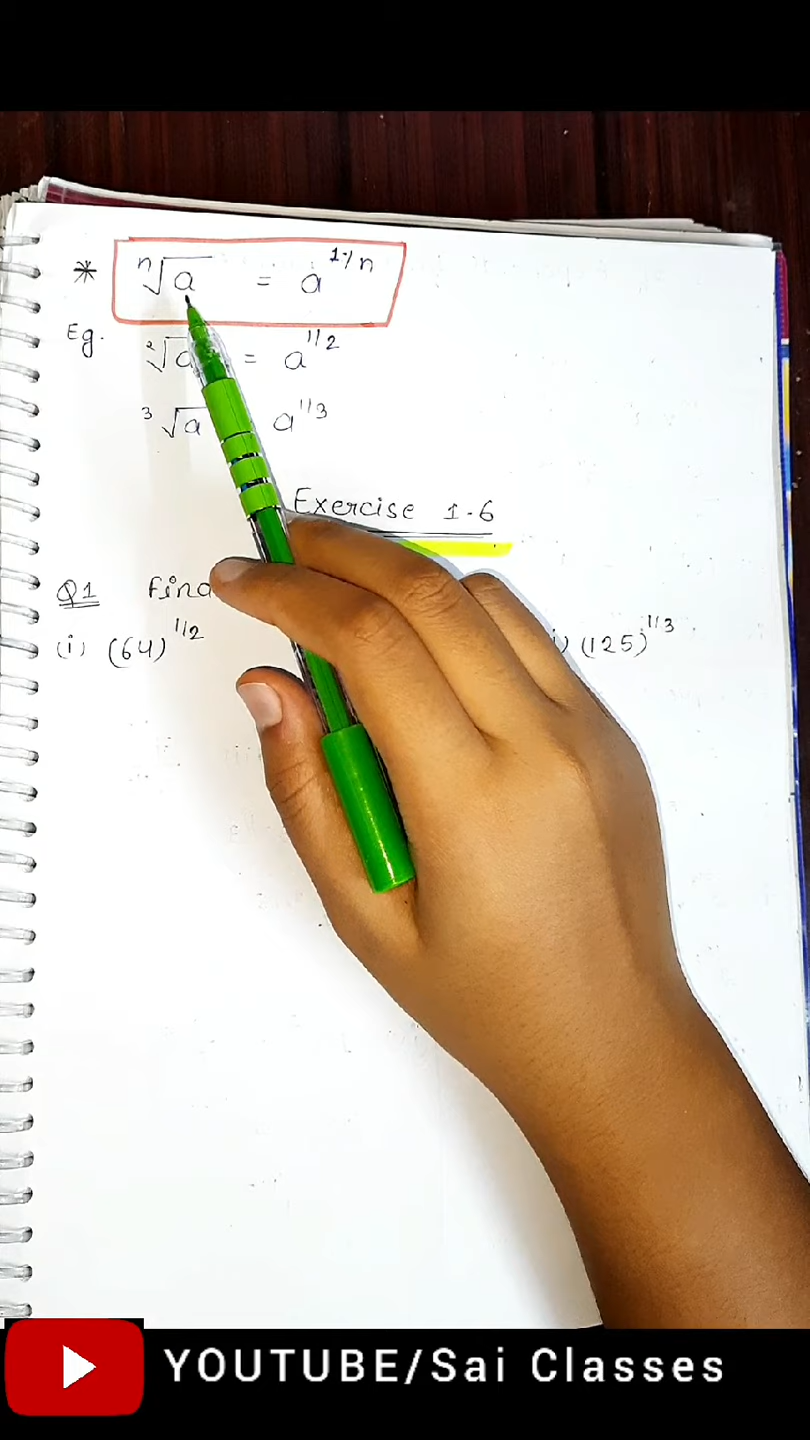 * ⁿ√a = a^1/n
Eg. ²√a = a^1/2
³√a a^1/3
Exercise 1.6
Q1 Find
(i) (64)^1/2 i) (125)^1/3
YOUTUBE/Sai Classes